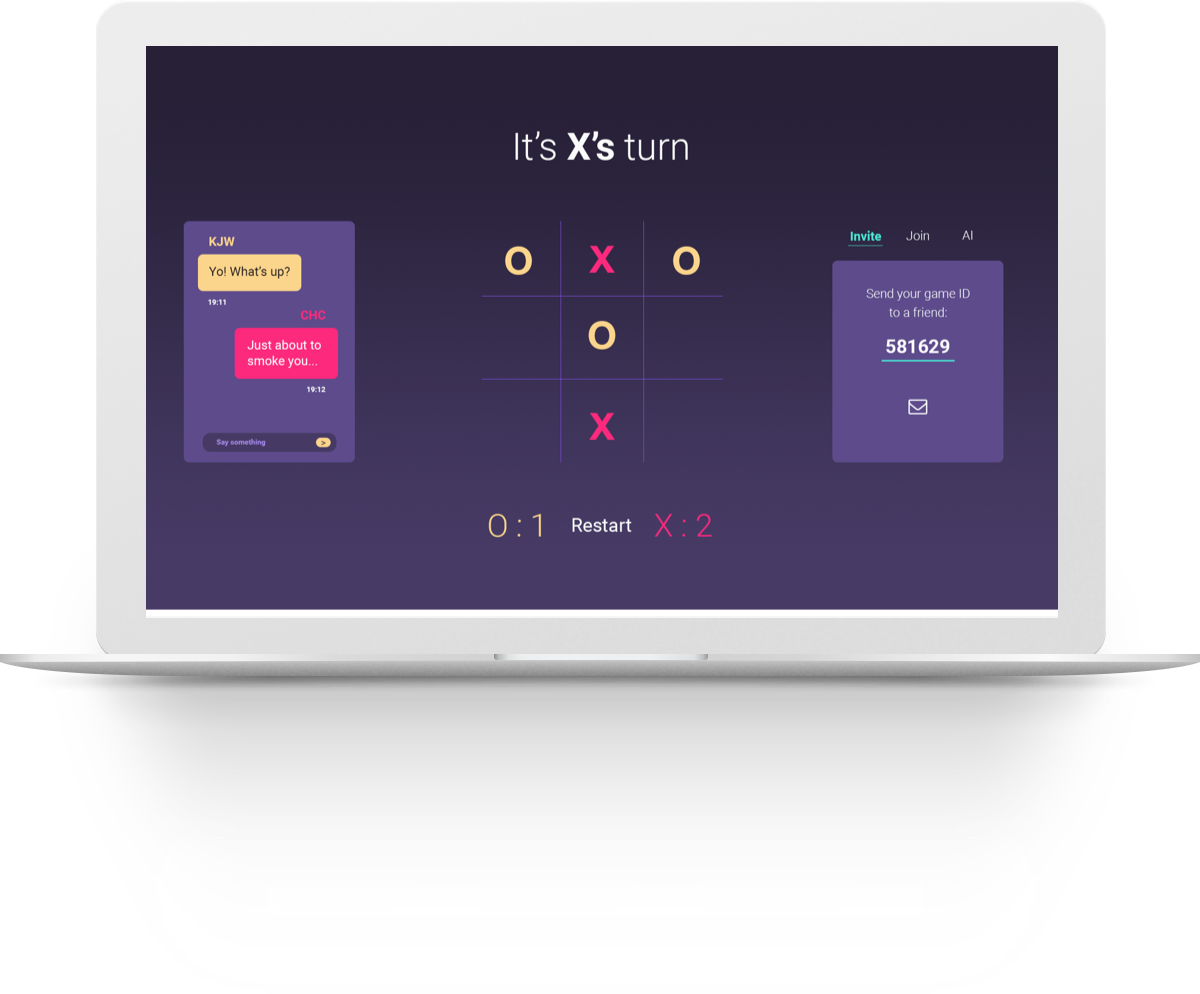 It’s X’s turn
KJW
Yo! What’s up?
19:11
CHC
Just about to
smoke you...
19:12
Say something >
O X O
O
X
Invite Join AI
Send your game ID
to a friend:
581629
O : 1 Restart X : 2